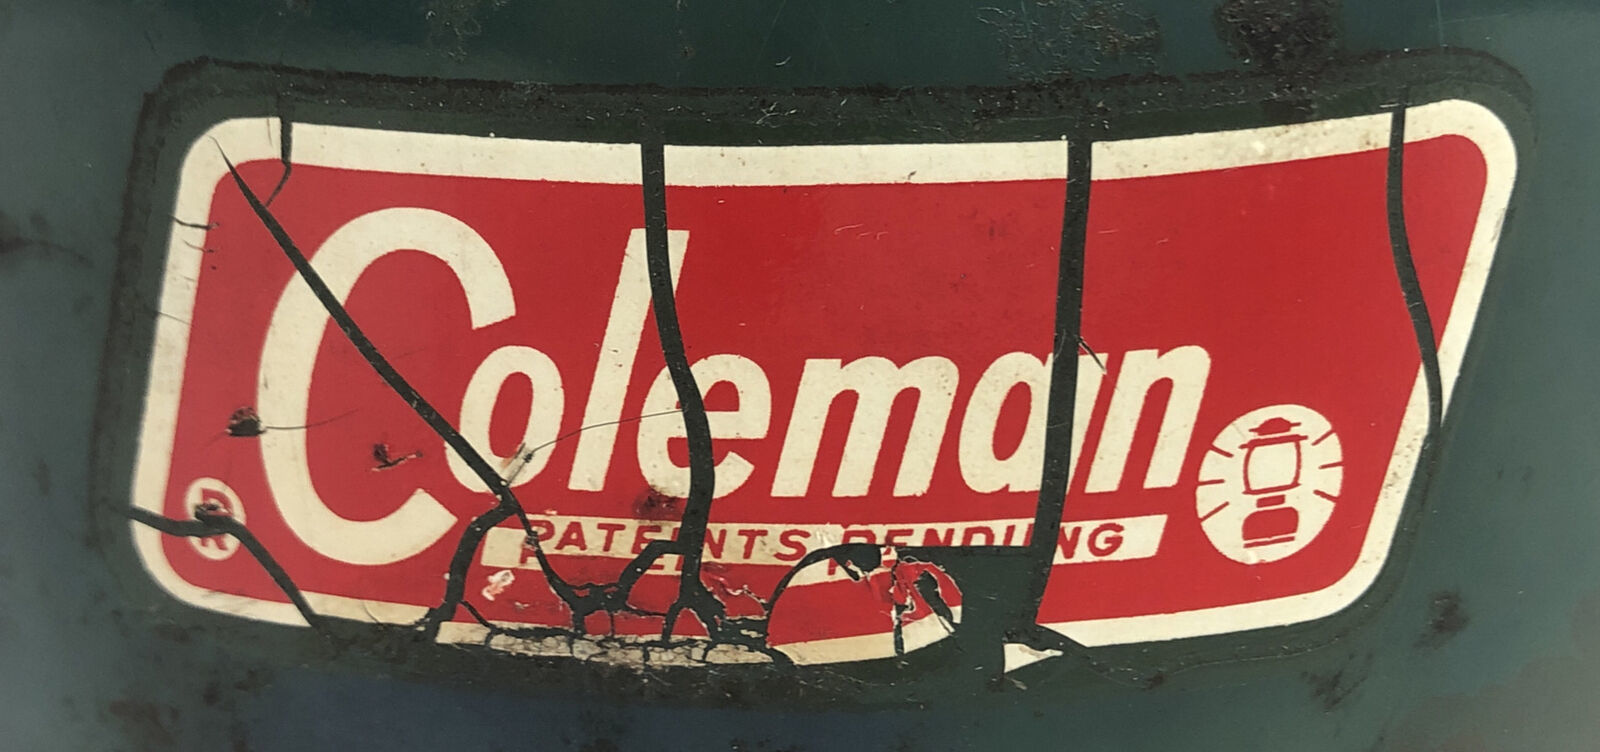 Coleman
®
PATENTS PENDING